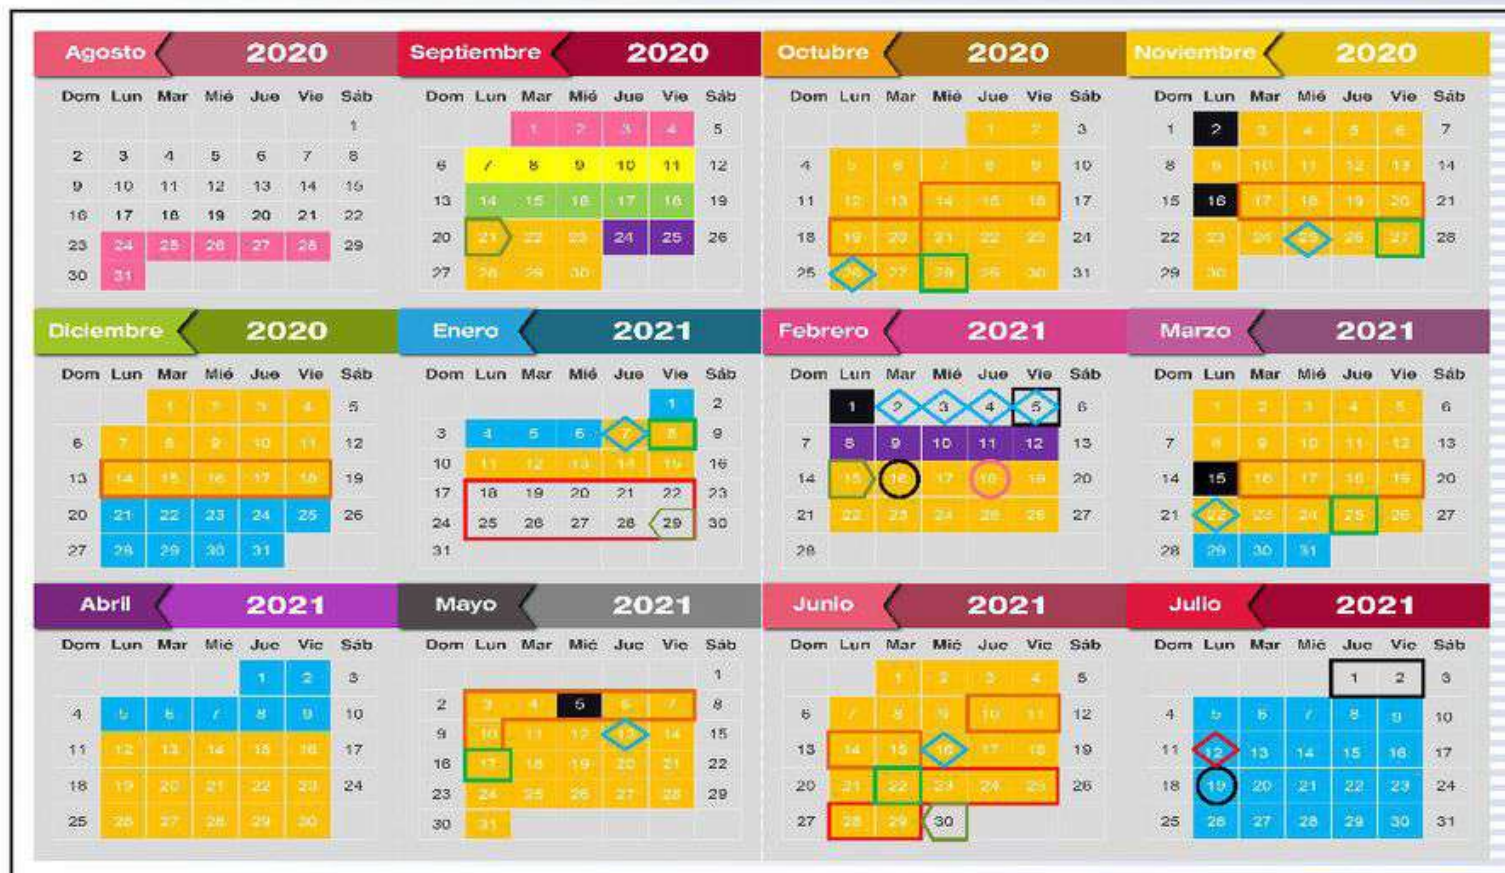 Agosto 2020
Dom Lun Mar Mié Jue Vie Sáb
1
2 3 4 5 6 7 8
9 10 11 12 13 14 15
16 17 18 19 20 21 22
23 24 25 26 27 28 29
30 31
Septiembre 2020
Dom Lun Mar Mié Jue Vie Sáb
1 2 3 4 5
6 7 8 9 10 11 12
13 14 15 16 17 18 19
20 21 22 23 24 25 26
27 28 29 30
Octubre 2020
Dom Lun Mar Mié Jue Vie Sáb
1 2 3
4 5 6 7 8 9 10
11 12 13 14 15 16 17
18 19 20 21 22 23 24
25 26 27 28 29 30 31
Noviembre 2020
Dom Lun Mar Mié Jue Vie Sáb
1 2 3 4 5 6 7
8 9 10 11 12 13 14
15 16 17 18 19 20 21
22 23 24 25 26 27 28
29 30
Diciembre 2020
Dom Lun Mar Mié Jue Vie Sáb
1 2 3 4 5
6 7 8 9 10 11 12
13 14 15 16 17 18 19
20 21 22 23 24 25 26
27 28 29 30 31
Enero 2021
Dom Lun Mar Mié Jue Vie Sáb
1 2
3 4 5 6 7 8 9
10 11 12 13 14 15 16
17 18 19 20 21 22 23
24 25 26 27 28 29 30
31
Febrero 2021
Dom Lun Mar Mié Jue Vie Sáb
1 2 3 4 5 6
7 8 9 10 11 12 13
14 15 16 17 18 19 20
21 22 23 24 25 26 27
28
Marzo 2021
Dom Lun Mar Mié Jue Vie Sáb
1 2 3 4 5 6
7 8 9 10 11 12 13
14 15 16 17 18 19 20
21 22 23 24 25 26 27
28 29 30 31
Abril 2021
Dom Lun Mar Mié Jue Vie Sáb
1 2 3
4 5 6 7 8 9 10
11 12 13 14 15 16 17
18 19 20 21 22 23 24
25 26 27 28 29 30
Mayo 2021
Dom Lun Mar Mié Jue Vie Sáb
1
2 3 4 5 6 7 8
9 10 11 12 13 14 15
16 17 18 19 20 21 22
23 24 25 26 27 28 29
30 31
Junio 2021
Dom Lun Mar Mié Jue Vie Sáb
1 2 3 4 5
6 7 8 9 10 11 12
13 14 15 16 17 18 19
20 21 22 23 24 25 26
27 28 29 30
Julio 2021
Dom Lun Mar Mié Jue Vie Sáb
1 2 3
4 5 6 7 8 9 10
11 12 13 14 15 16 17
18 19 20 21 22 23 24
25 26 27 28 29 30 31